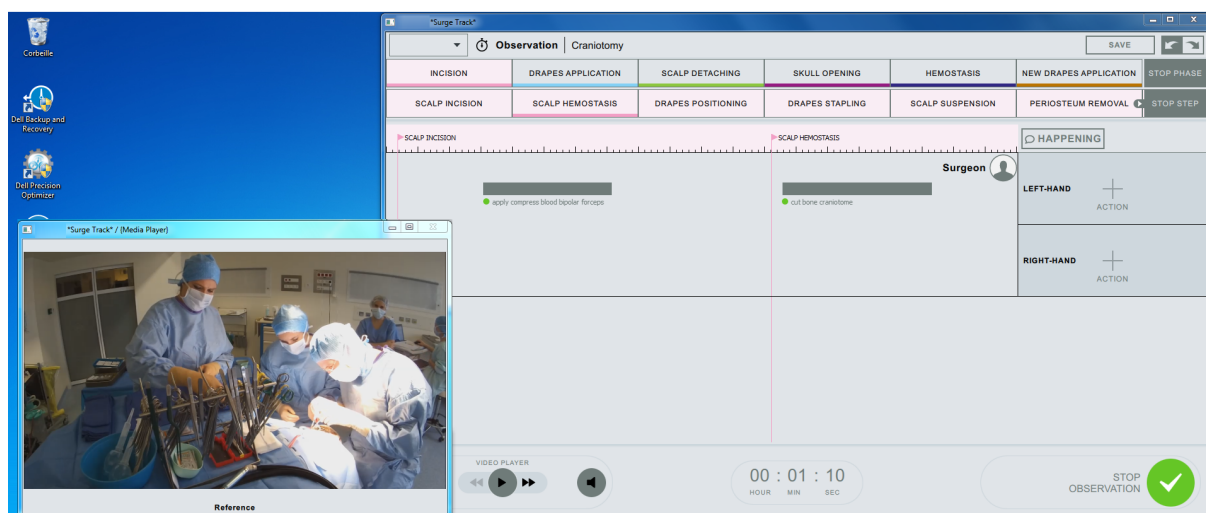 Corbeille
Dell Backup and
Recovery
Dell Precision
Optimizer
*Surge Track*
Observation | Craniotomy
SAVE
INCISION
DRAPES APPLICATION
SCALP DETACHING
SKULL OPENING
HEMOSTASIS
NEW DRAPES APPLICATION
STOP PHASE
SCALP INCISION
SCALP HEMOSTASIS
DRAPES POSITIONING
DRAPES STAPLING
SCALP SUSPENSION
PERIOSTEUM REMOVAL
STOP STEP
SCALP INCISION
SCALP HEMOSTASIS
HAPPENING
Surgeon
apply compress blood bipolar forceps
cut bone craniotome
LEFT-HAND
ACTION
RIGHT-HAND
ACTION
*Surge Track* / (Media Player)
Reference
VIDEO PLAYER
00 : 01 : 10
HOUR MIN SEC
STOP
OBSERVATION